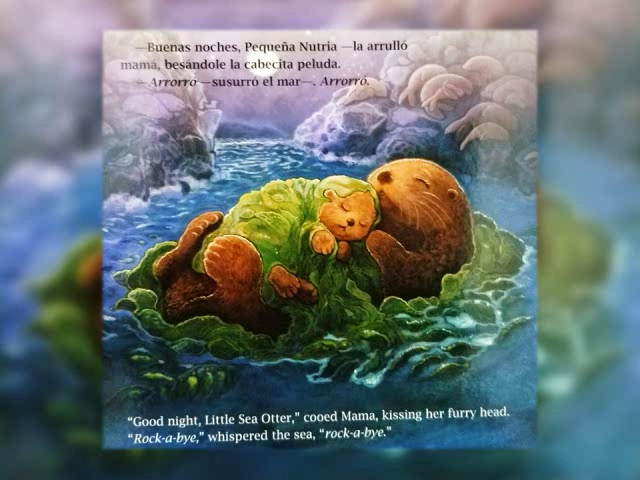 —Buenas noches, Pequeña Nutria —la arrulló
mamá, besándole la cabecita peluda.
—Arrorró —susurró el mar—. Arrorró.
“Good night, Little Sea Otter,” cooed Mama, kissing her furry head.
“Rock-a-bye,” whispered the sea, “rock-a-bye.”